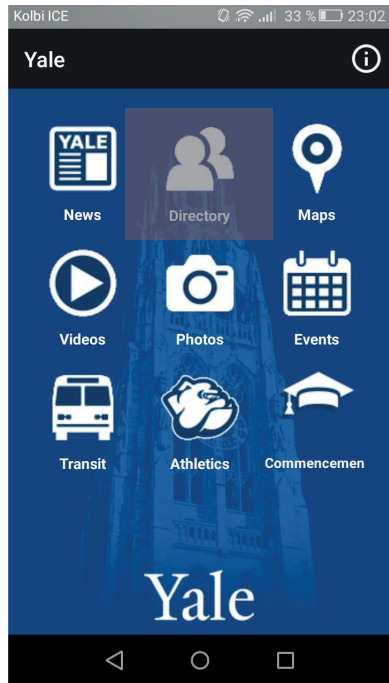 Kolbi ICE 33 % 23:02
Yale
YALE
News Directory Maps
Videos Photos Events
Transit Athletics Commencemen
Yale